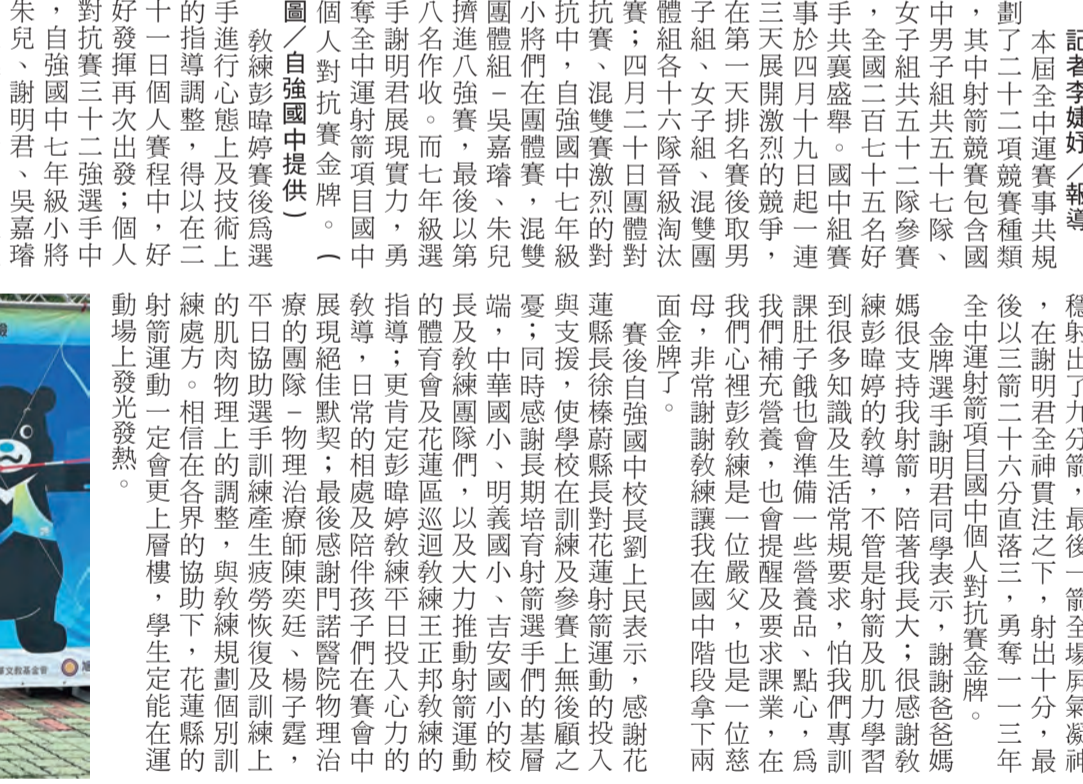 記者李婕妤／報導
本屆全中運賽事共規
劃了二十二項競賽種類
，其中射箭競賽包含國
中男子組共五十七隊、
女子組共五十二隊參賽
，全國二百七十五名好
手共襄盛舉。國中組賽
事於四月十九日起一連
三天展開激烈的競爭，
在第一天排名賽後取男
子組、女子組、混雙團
體組各十六隊晉級淘汰
賽；四月二十日團體對
抗賽、混雙賽激烈的對
抗中，自強國中七年級
小將們在團體賽，混雙
團體組－吳嘉璿、朱兒
擠進八強賽，最後以第
八名作收。而七年級選
手謝明君展現實力，勇
奪全中運射箭項目國中
個人對抗賽金牌。（
圖／自強國中提供）
教練彭暐婷賽後為選
手進行心態上及技術上
的指導調整，得以在二
十一日個人賽程中，好
好發揮再次出發；個人
對抗賽三十二強選手中
，自強國中七年級小將
朱兒、謝明君、吳嘉璿
穩射出了九分箭，最後一箭全場屏氣凝神
，在謝明君全神貫注之下，射出十分，最
後以三箭二十六分直落三，勇奪一一三年
全中運射箭項目國中個人對抗賽金牌。
金牌選手謝明君同學表示，謝謝爸爸媽
媽很支持我射箭，陪著我長大；很感謝教
練彭暐婷的教導，不管是射箭及肌力學習
到很多知識及生活常規要求，怕我們專訓
課肚子餓也會準備一些營養品、點心，為
我們補充營養，也會提醒及要求課業，在
我們心裡彭教練是一位嚴父，也是一位慈
母，非常謝謝教練讓我在國中階段拿下兩
面金牌了。
賽後自強國中校長劉上民表示，感謝花
蓮縣長徐榛蔚縣長對花蓮射箭運動的投入
與支援，使學校在訓練及參賽上無後顧之
憂；同時感謝長期培育射箭選手們的基層
端，中華國小、明義國小、吉安國小的校
長及教練團隊們，以及大力推動射箭運動
的體育會及花蓮區巡迴教練王正邦教練的
指導；更肯定彭暐婷教練平日投入心力的
教導，日常的相處及陪伴孩子們在賽會中
展現絕佳默契；最後感謝門諾醫院物理治
療的團隊－物理治療師陳奕廷、楊子霆，
平日協助選手訓練產生疲勞恢復及訓練上
的肌肉物理上的調整，與教練規劃個別訓
練處方。相信在各界的協助下，花蓮縣的
射箭運動一定會更上層樓，學生定能在運
動場上發光發熱。